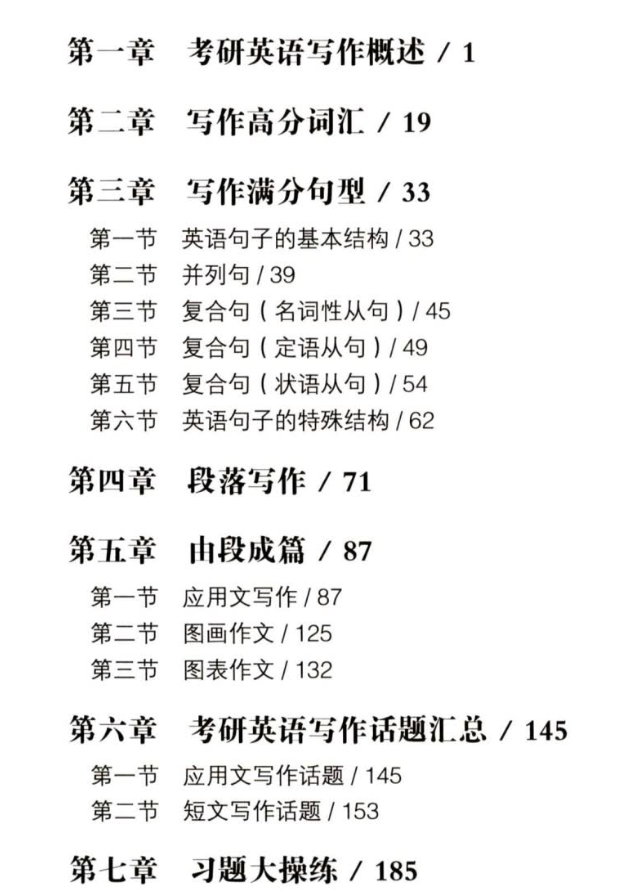 第一章 考研英语写作概述 / 1
第二章 写作高分词汇 / 19
第三章 写作满分句型 / 33
第一节 英语句子的基本结构 / 33
第二节 并列句 / 39
第三节 复合句（名词性从句）/ 45
第四节 复合句（定语从句）/ 49
第五节 复合句（状语从句）/ 54
第六节 英语句子的特殊结构 / 62
第四章 段落写作 / 71
第五章 由段成篇 / 87
第一节 应用文写作 / 87
第二节 图画作文 / 125
第三节 图表作文 / 132
第六章 考研英语写作话题汇总 / 145
第一节 应用文写作话题 / 145
第二节 短文写作话题 / 153
第七章 习题大操练 / 185